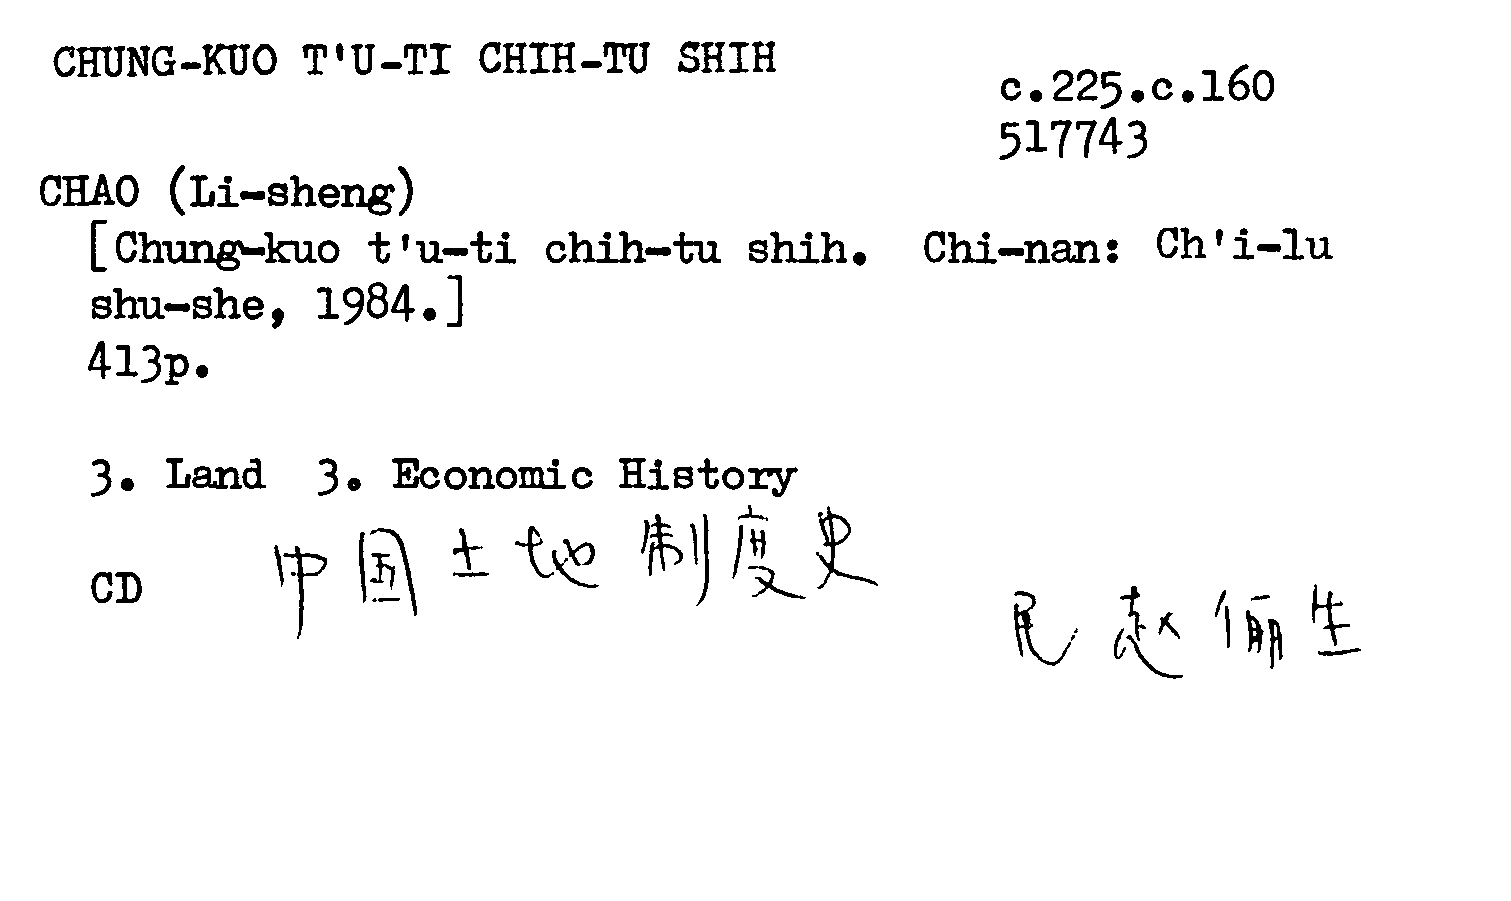 CHUNG-KUO T'U-TI CHIH-TU SHIH
c.225.c.160
517743
CHAO (Li-sheng)
[Chung-kuo t'u-ti chih-tu shih. Chi-nan: Ch'i-lu
shu-she, 1984.]
413p.
3. Land 3. Economic History
中国土地制度史
CD
赵俪生